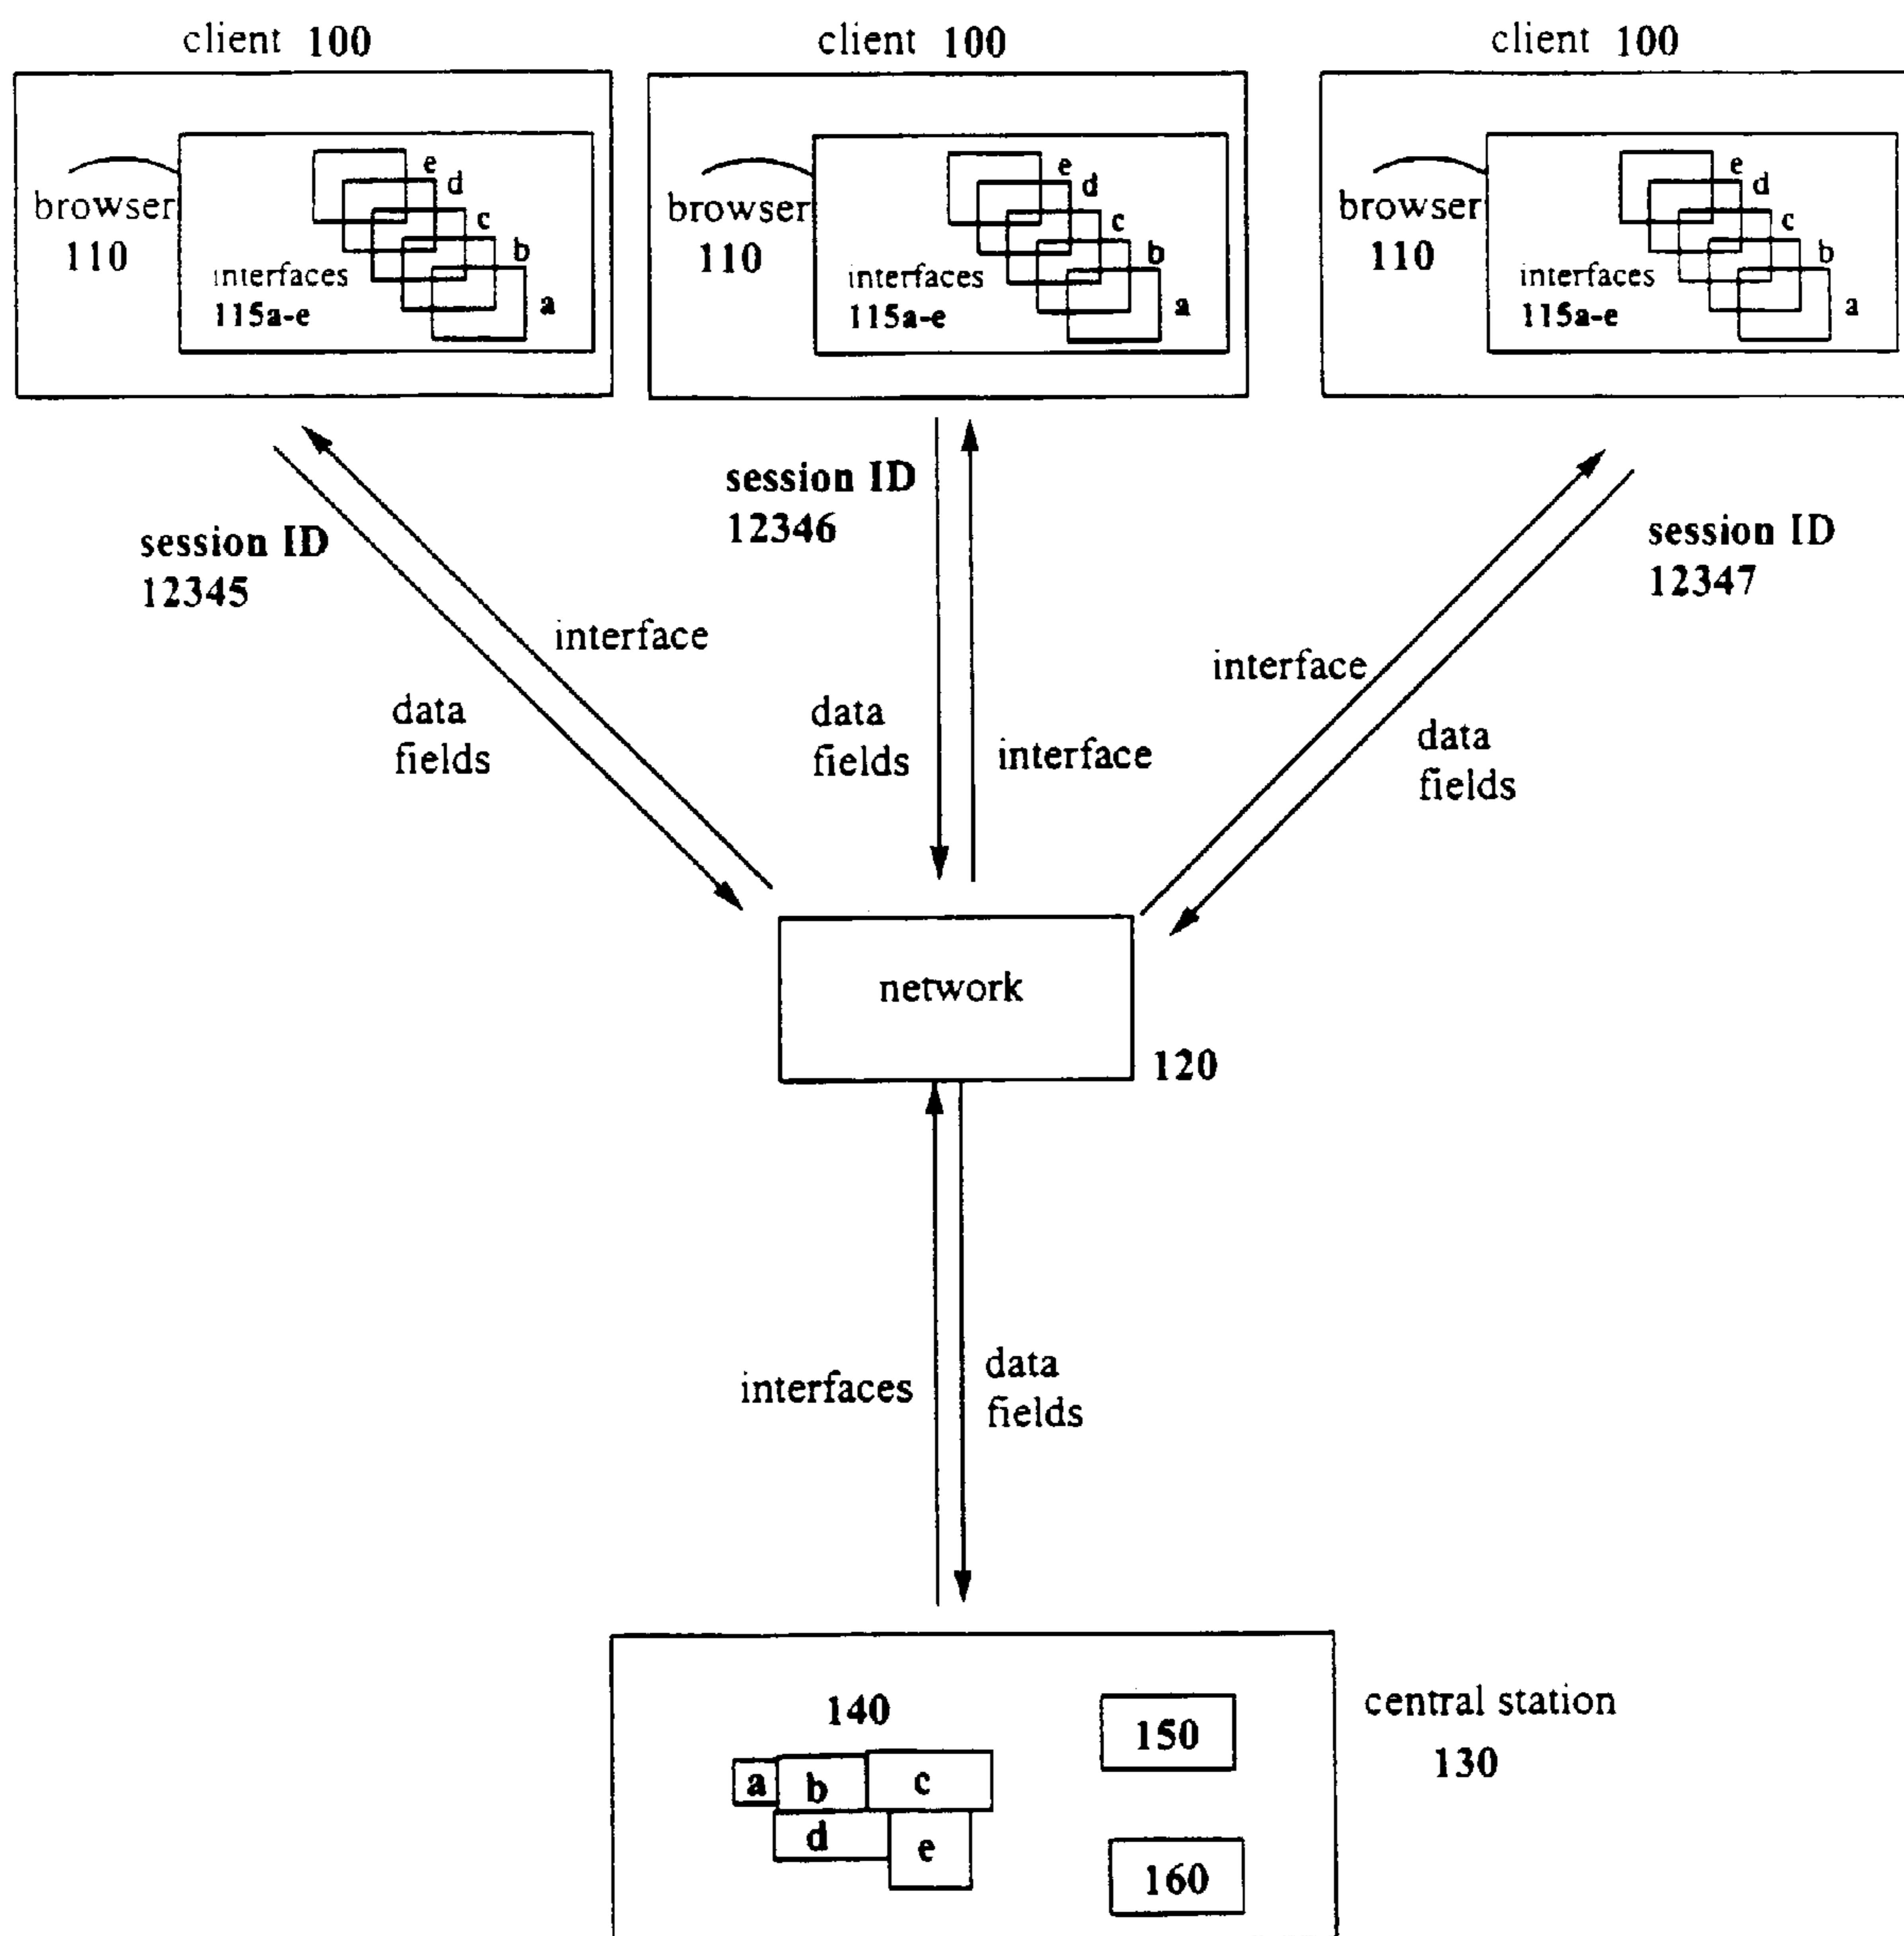 client 100
client 100
client 100
e
d
c
b
a
browser
110
interfaces
115a-e
e
d
c
b
a
browser
110
interfaces
115a-e
e
d
c
b
a
browser
110
interfaces
115a-e
session ID
12345
session ID
12346
session ID
12347
interface
data
fields
data
fields
interface
interface
data
fields
network
120
interfaces
data
fields
140
a
b
c
d
e
150
160
central station
130